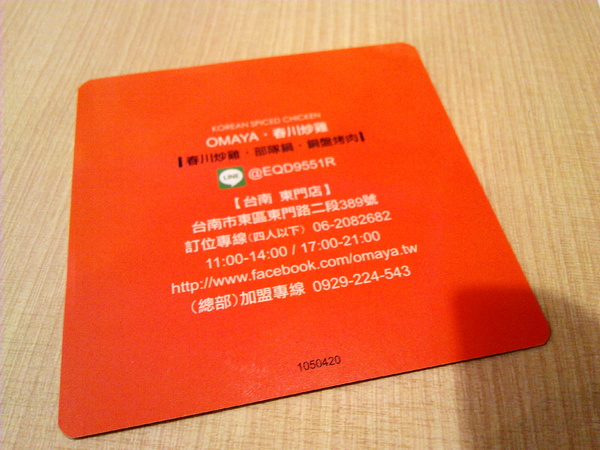 KOREAN SPICED CHICKEN
OMAYA・春川炒雞
春川炒雞・部隊鍋・銅盤烤肉
LINE @EQD9551R
【台南 東門店】
台南市東區東門路二段389號
訂位專線(四人以下) 06-2082682
11:00-14:00 / 17:00-21:00
http://www.facebook.com/omaya.tw
(總部)加盟專線 0929-224-543
1050420